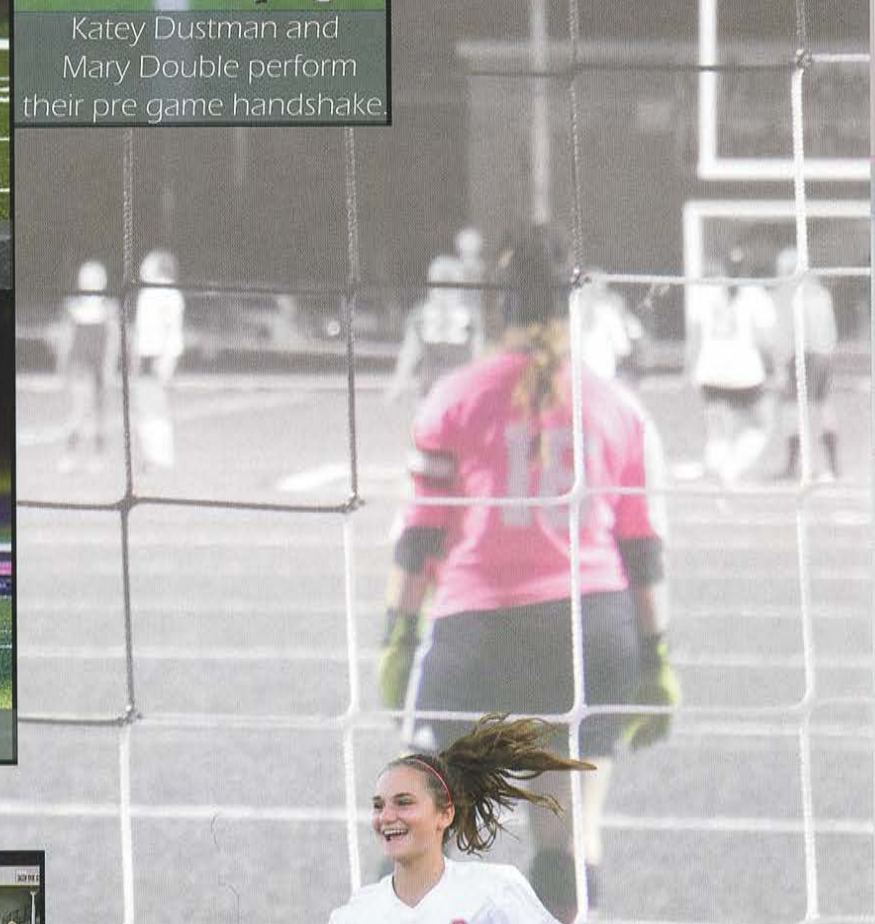 Katey Dustman and
Mary Double perform
their pre game handshake.